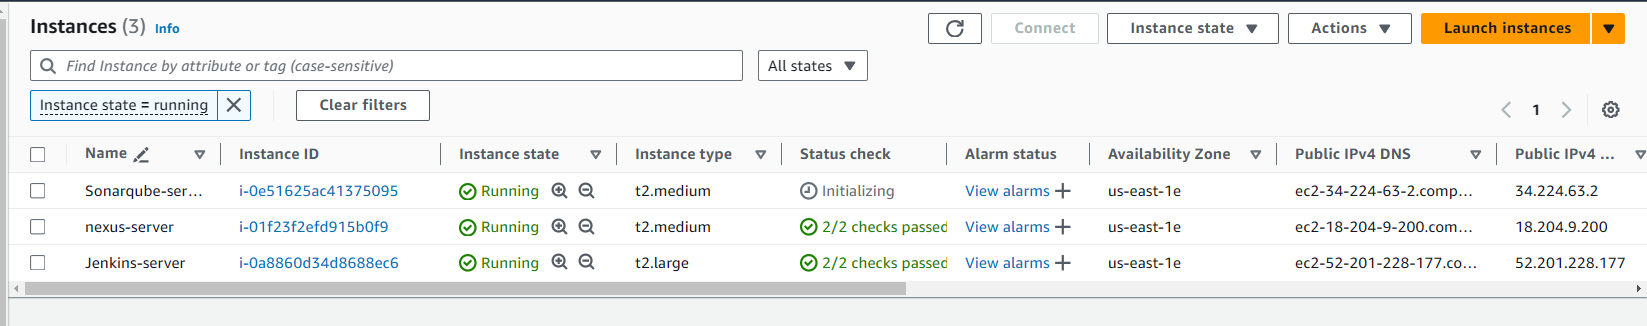 Instances (3) Info Connect Instance state Actions Launch instances
Find Instance by attribute or tag (case-sensitive) All states
Instance state = running Clear filters 1
Name Instance ID Instance state Instance type Status check Alarm status Availability Zone Public IPv4 DNS Public IPv4 ...
Sonarqube-ser... i-0e51625ac41375095 Running t2.medium Initializing View alarms + us-east-1e ec2-34-224-63-2.comp... 34.224.63.2
nexus-server i-01f23f2efd915b0f9 Running t2.medium 2/2 checks passed View alarms + us-east-1e ec2-18-204-9-200.com... 18.204.9.200
Jenkins-server i-0a8860d34d8688ec6 Running t2.large 2/2 checks passed View alarms + us-east-1e ec2-52-201-228-177.co... 52.201.228.177